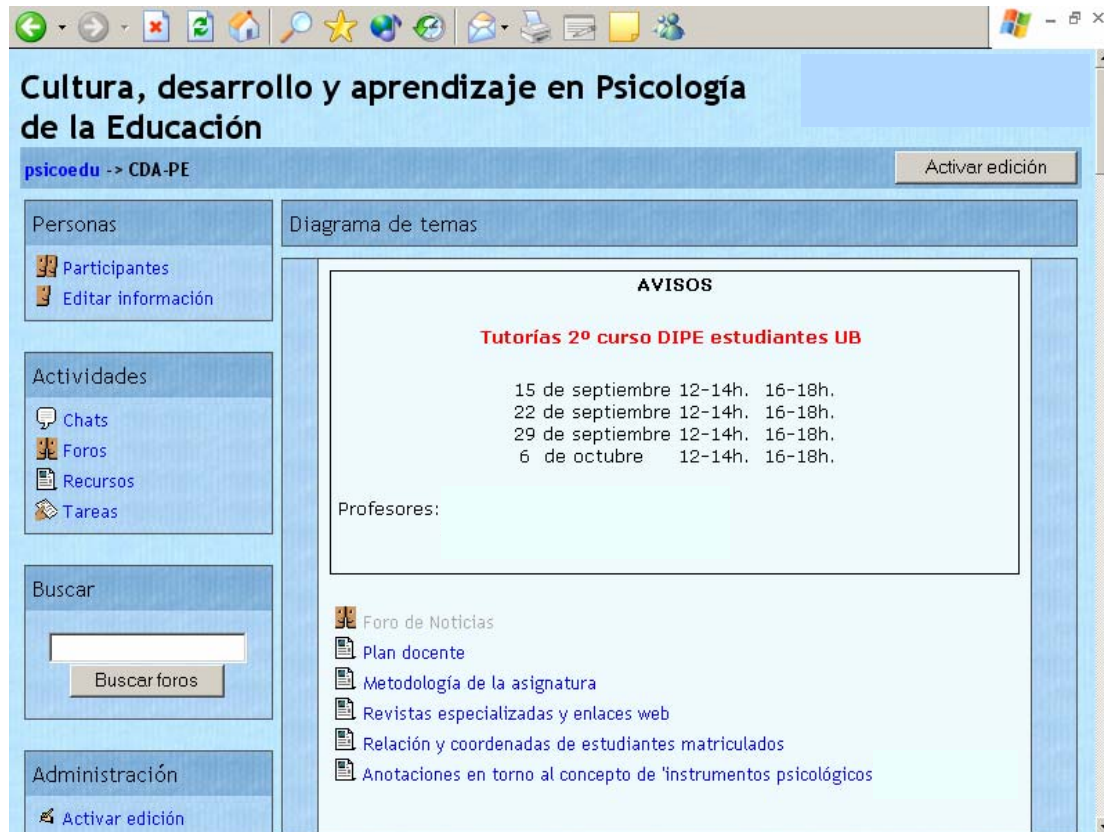 Cultura, desarrollo y aprendizaje en Psicología
de la Educación
psicoedu -> CDA-PE
Activar edición
Personas
Participantes
Editar información
Actividades
Chats
Foros
Recursos
Tareas
Buscar
Buscar foros
Administración
Activar edición
Diagrama de temas
AVISOS
Tutorías 2º curso DIPE estudiantes UB
15 de septiembre 12-14h. 16-18h.
22 de septiembre 12-14h. 16-18h.
29 de septiembre 12-14h. 16-18h.
6 de octubre 12-14h. 16-18h.
Profesores:
Foro de Noticias
Plan docente
Metodología de la asignatura
Revistas especializadas y enlaces web
Relación y coordenadas de estudiantes matriculados
Anotaciones en torno al concepto de 'instrumentos psicológicos